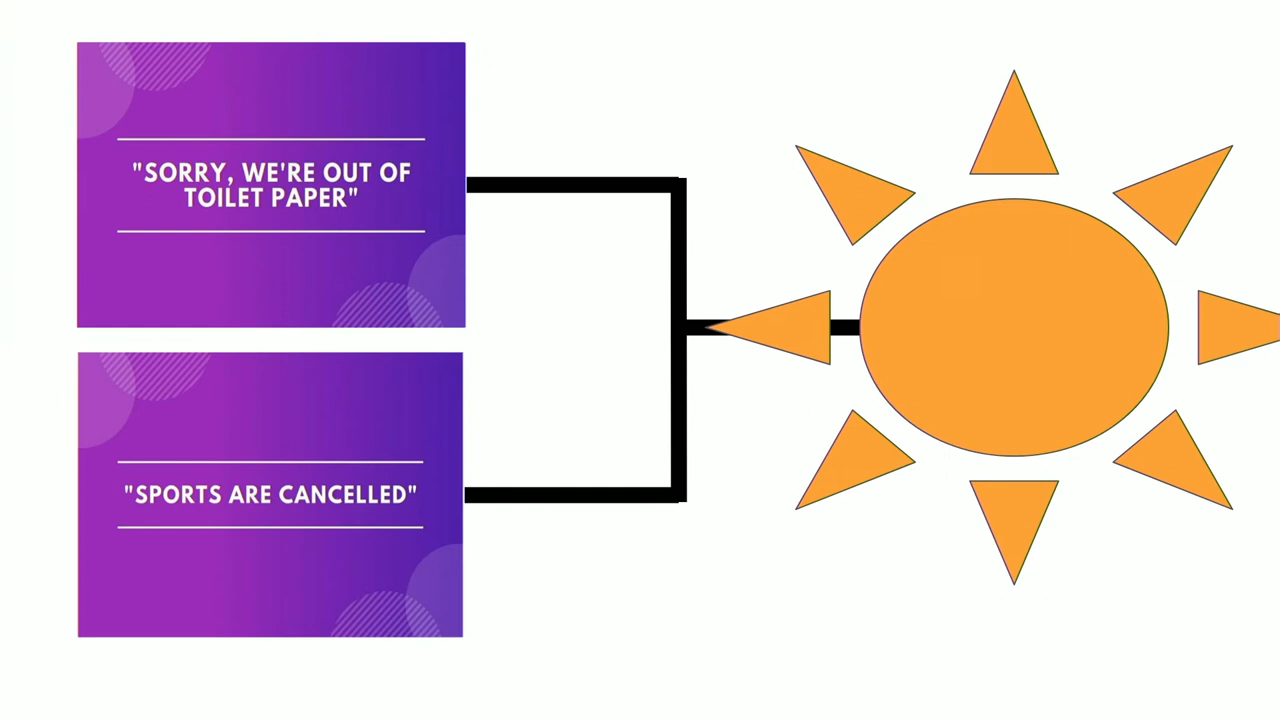 "SORRY, WE'RE OUT OF
TOILET PAPER"
"SPORTS ARE CANCELLED"